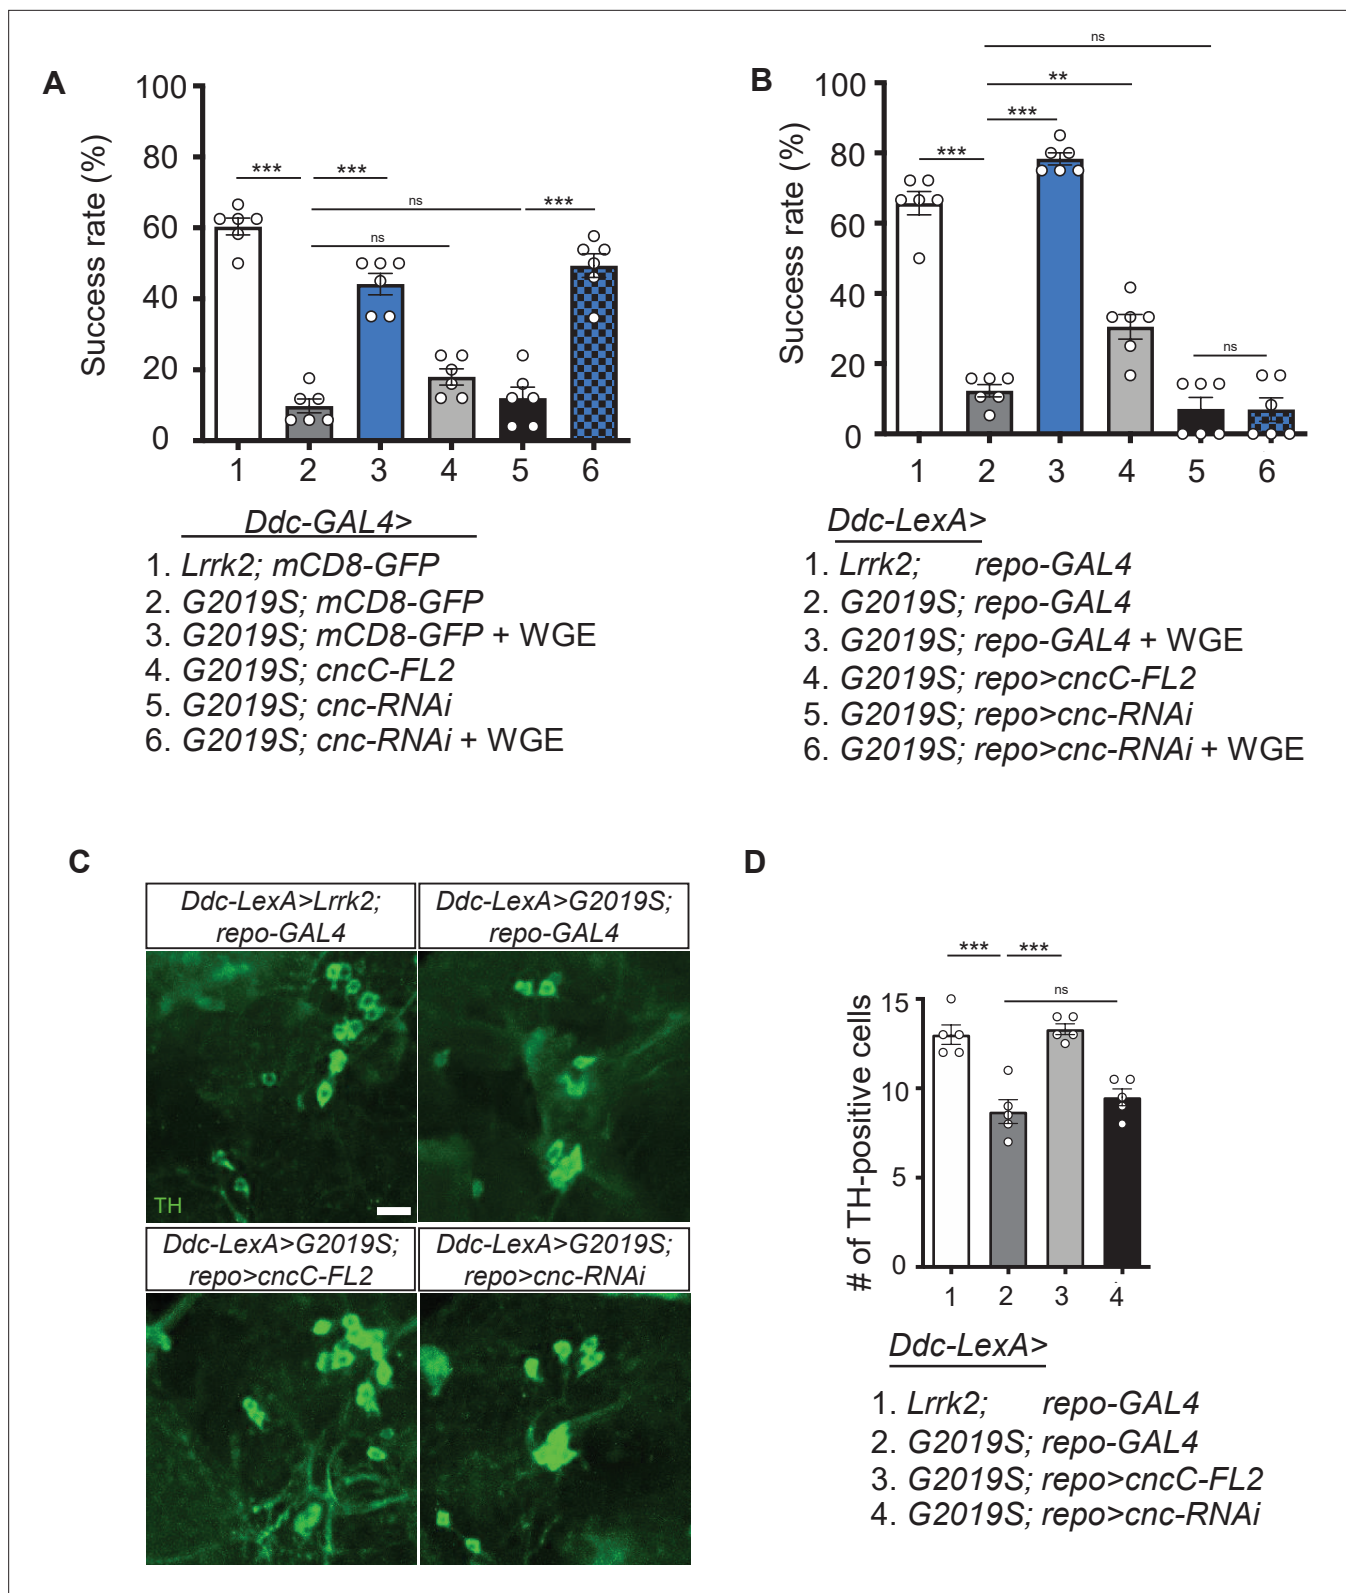 A
Success rate (%)
100
80
60
40
20
0
***
***
ns
***
ns
1 2 3 4 5 6
Ddc-GAL4>
1. Lrrk2; mCD8-GFP
2. G2019S; mCD8-GFP
3. G2019S; mCD8-GFP + WGE
4. G2019S; cncC-FL2
5. G2019S; cnc-RNAi
6. G2019S; cnc-RNAi + WGE
B
Success rate (%)
100
80
60
40
20
0
ns
**
***
***
ns
1 2 3 4 5 6
Ddc-LexA>
1. Lrrk2; repo-GAL4
2. G2019S; repo-GAL4
3. G2019S; repo-GAL4 + WGE
4. G2019S; repo>cncC-FL2
5. G2019S; repo>cnc-RNAi
6. G2019S; repo>cnc-RNAi + WGE
C
Ddc-LexA>Lrrk2;
repo-GAL4
Ddc-LexA>G2019S;
repo-GAL4
TH
Ddc-LexA>G2019S;
repo>cncC-FL2
Ddc-LexA>G2019S;
repo>cnc-RNAi
D
# of TH-positive cells
15
10
5
0
*** ***
ns
1 2 3 4
Ddc-LexA>
1. Lrrk2; repo-GAL4
2. G2019S; repo-GAL4
3. G2019S; repo>cncC-FL2
4. G2019S; repo>cnc-RNAi